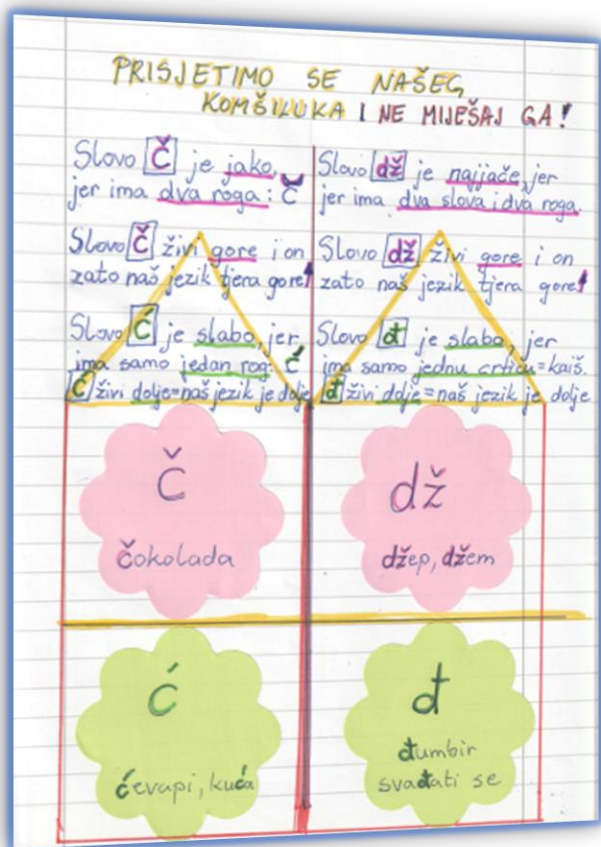 PRISJETIMO SE NAŠEG
KOMŠILUKA I NE MIJEŠAJ GA!
Slovo Č je jako,
jer ima dva roga: Č
Slovo Č živi gore i on
zato naš jezik tjera gore
Slovo Ć je slabo, jer
ima samo jedan rog: Ć
Ć živi dolje=naš jezik je dolje
Slovo dž je najjače, jer
jer ima dva slova i dva roga
Slovo dž živi gore i on
zato naš jezik tjera gore
Slovo đ je slabo, jer
ima samo jednu crticu=kaiš.
đ živi dolje=naš jezik je dolje
Č
čokolada
dž
džep, džem
ć
ćevapi, kuća
đ
đumbir
svađati se